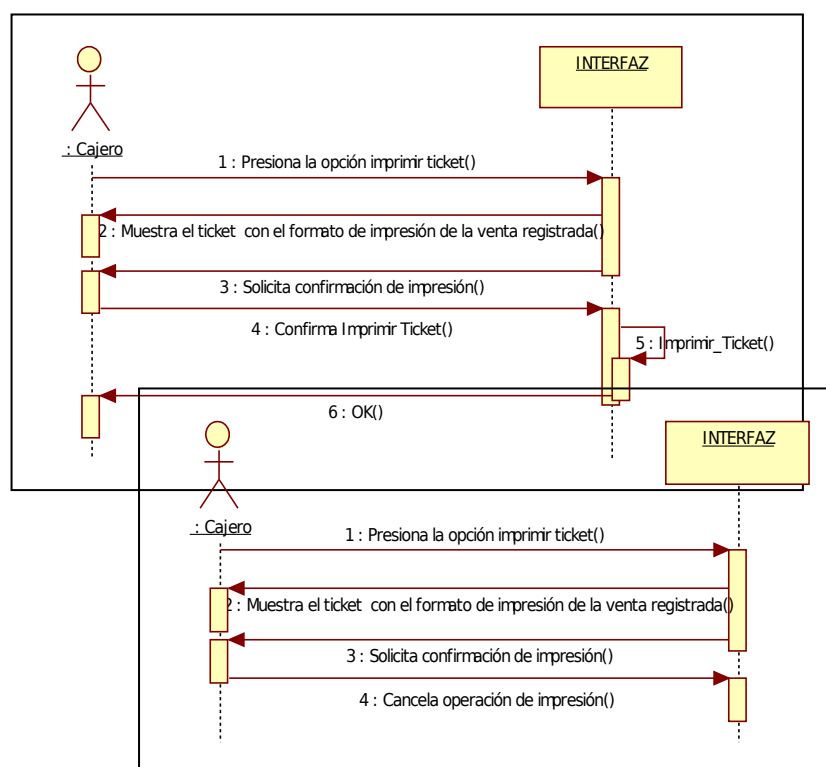 INTERFAZ
: Cajero
1 : Presiona la opción imprimir ticket()
2 : Muestra el ticket con el formato de impresión de la venta registrada()
3 : Solicita confirmación de impresión()
4 : Confirma Imprimir Ticket()
5 : Imprimir_Ticket()
6 : OK()
INTERFAZ
: Cajero
1 : Presiona la opción imprimir ticket()
2 : Muestra el ticket con el formato de impresión de la venta registrada()
3 : Solicita confirmación de impresión()
4 : Cancela operación de impresión()